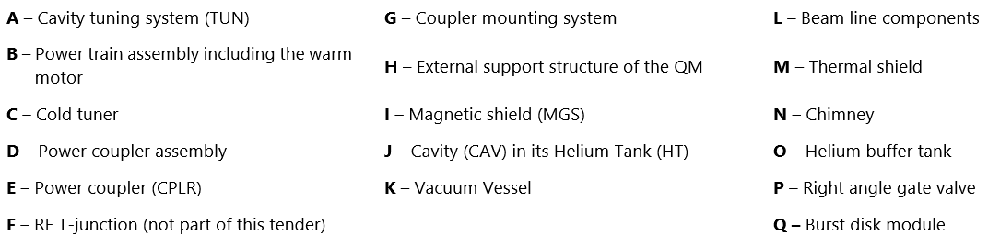 A – Cavity tuning system (TUN)
B – Power train assembly including the warm
motor
C – Cold tuner
D – Power coupler assembly
E – Power coupler (CPLR)
F – RF T-junction (not part of this tender)
G – Coupler mounting system
H – External support structure of the QM
I – Magnetic shield (MGS)
J – Cavity (CAV) in its Helium Tank (HT)
K – Vacuum Vessel
L – Beam line components
M – Thermal shield
N – Chimney
O – Helium buffer tank
P – Right angle gate valve
Q – Burst disk module